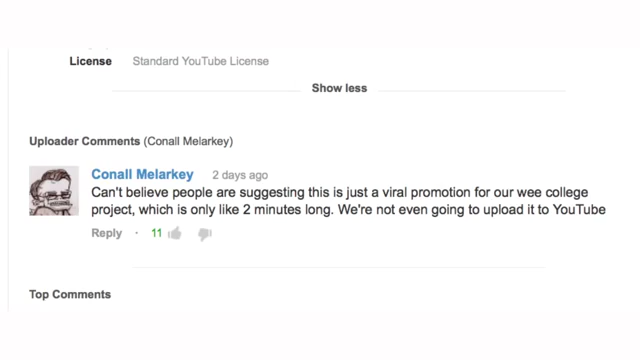 License Standard YouTube License
Show less
Uploader Comments (Conall Melarkey)
Conall Melarkey 2 days ago
Can't believe people are suggesting this is just a viral promotion for our wee college
project, which is only like 2 minutes long. We're not even going to upload it to YouTube
Reply · 11
Top Comments